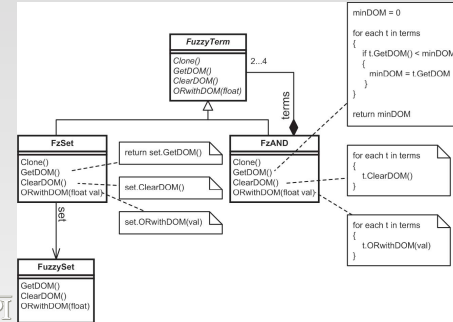 FuzzyTerm
Clone()
GetDOM()
ClearDOM()
ORwithDOM(float)
2...4
terms
minDOM = 0
for each t in terms
{
if t.GetDOM() < minDOM
{
minDOM = t.GetDOM
}
}
return minDOM
FzSet
Clone()
GetDOM()
ClearDOM()
ORwithDOM(float val)
return set.GetDOM()
set.ClearDOM()
set.ORwithDOM(val)
FzAND
Clone()
GetDOM()
ClearDOM()
ORwithDOM(float val)
for each t in terms
{
t.ClearDOM()
}
for each t in terms
{
t.ORwithDOM(val)
}
set
FuzzySet
GetDOM()
ClearDOM()
ORwithDOM(float)